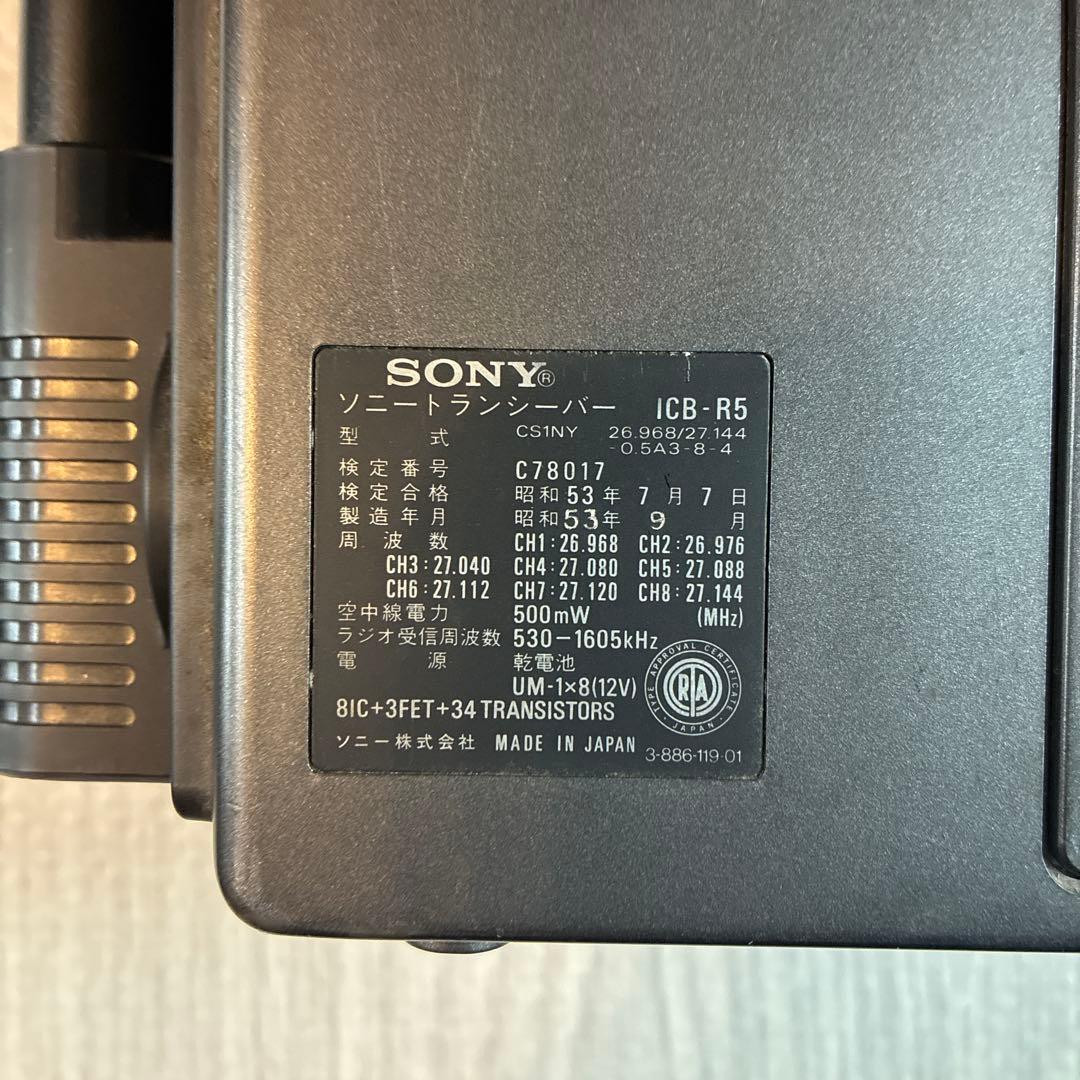 SONY®
ソニートランシーバー ICB-R5
型式 CS1NY 26.968/27.144
-0.5A3-8-4
検定番号 C78017
検定合格 昭和53年 7月 7日
製造年月 昭和53年 9月
周波数 CH1:26.968 CH2:26.976
CH3:27.040 CH4:27.080 CH5:27.088
CH6:27.112 CH7:27.120 CH8:27.144
空中線電力 500mW (MHz)
ラジオ受信周波数 530-1605kHz
電源 乾電池
UM-1×8(12V)
8IC+3FET+34 TRANSISTORS
ソニー株式会社 MADE IN JAPAN 3-886-119-01
TYPE APPROVAL CERTIFICATE
RTA
JAPAN